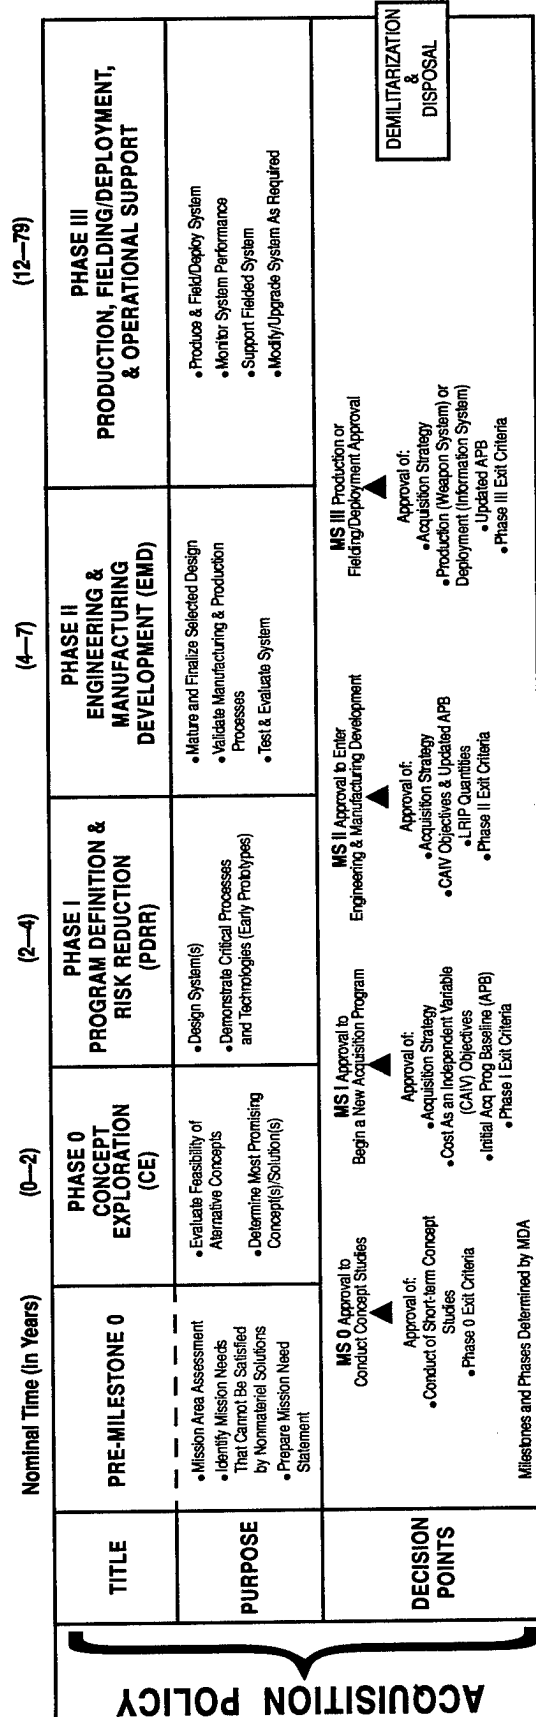 Nominal Time (In Years)
(0—2)
(2—4)
(4—7)
(12—79)
ACQUISITION POLICY
TITLE
PRE-MILESTONE 0
PHASE 0
CONCEPT
EXPLORATION
(CE)
PHASE I
PROGRAM DEFINITION &
RISK REDUCTION
(PDRR)
PHASE II
ENGINEERING &
MANUFACTURING
DEVELOPMENT (EMD)
PHASE III
PRODUCTION, FIELDING/DEPLOYMENT,
& OPERATIONAL SUPPORT
PURPOSE
• Mission Area Assessment
• Identify Mission Needs
That Cannot Be Satisfied
by Nonmateriel Solutions
• Prepare Mission Need
Statement
• Evaluate Feasibility of
Aternative Concepts
• Determine Most Promising
Concept(s)/Solution(s)
• Design System(s)
• Demonstrate Critical Processes
and Technologies (Early Prototypes)
• Mature and Finalize Selected Design
• Validate Manufacturing & Production
Processes
• Test & Evaluate System
• Produce & Field/Deploy System
• Monitor System Performance
• Support Fielded System
• Modify/Upgrade System As Required
DECISION
POINTS
MS 0 Approval to
Conduct Concept Studies
Approval of:
• Conduct of Short-term Concept
Studies
• Phase 0 Exit Criteria
MS I Approval to
Begin a New Acquisition Program
Approval of:
• Acquisition Strategy
• Cost As an Independent Variable
(CAIV) Objectives
• Initial Acq Prog Baseline (APB)
• Phase I Exit Criteria
MS II Approval to Enter
Engineering & Manufacturing Development
Approval of:
• Acquisition Strategy
• CAIV Objectives & Updated APB
• LRIP Quantities
• Phase II Exit Criteria
MS III Production or
Fielding/Deployment Approval
Approval of:
• Acquisition Strategy
• Production (Weapon System) or
Deployment (Information System)
• Updated APB
• Phase III Exit Criteria
DEMILITARIZATION
&
DISPOSAL
Milestones and Phases Determined by MDA